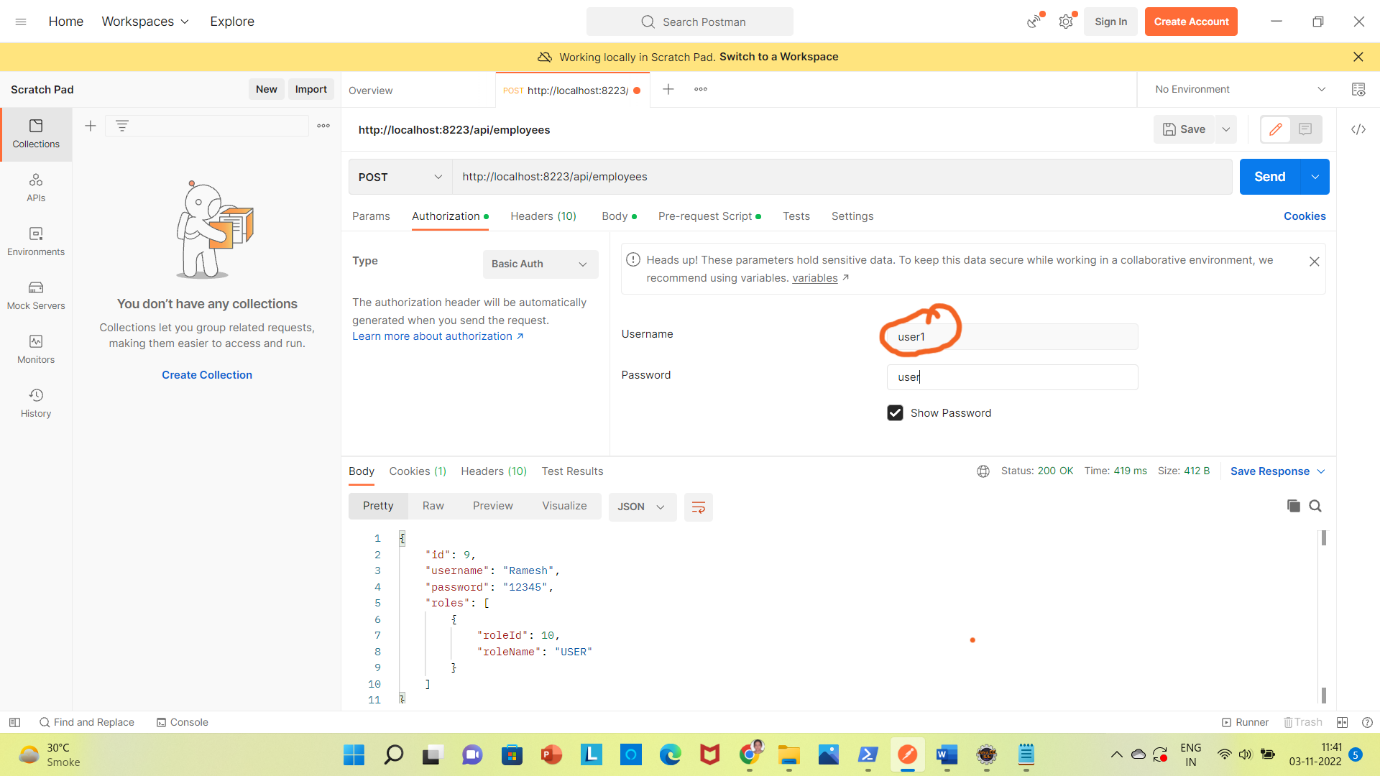 Home Workspaces Explore Search Postman Sign In Create Account
Working locally in Scratch Pad. Switch to a Workspace
Scratch Pad New Import Overview POST http://localhost:8223/ No Environment
http://localhost:8223/api/employees Save
Collections
POST http://localhost:8223/api/employees Send
APIs
Params Authorization Headers (10) Body Pre-request Script Tests Settings Cookies
Environments
Type Basic Auth
Heads up! These parameters hold sensitive data. To keep this data secure while working in a collaborative environment, we
recommend using variables. variables
Mock Servers
Monitors
History
You don't have any collections
Collections let you group related requests,
making them easier to access and run.
Create Collection
The authorization header will be automatically
generated when you send the request.
Learn more about authorization
Username user1
Password user
Show Password
Body Cookies (1) Headers (10) Test Results Status: 200 OK Time: 419 ms Size: 412 B Save Response
Pretty Raw Preview Visualize JSON
1 {
2 "id": 9,
3 "username": "Ramesh",
4 "password": "12345",
5 "roles": [
6 {
7 "roleId": 10,
8 "roleName": "USER"
9 }
10 ]
11 }
Find and Replace Console Runner Trash
30°C
Smoke
ENG
IN
11:41
03-11-2022
5